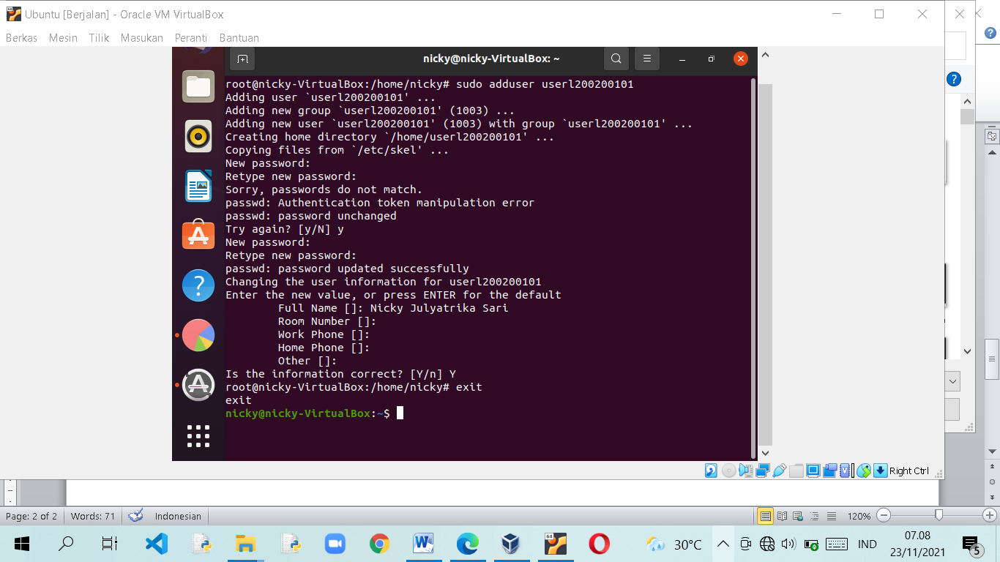 Ubuntu [Berjalan] - Oracle VM VirtualBox
Berkas Mesin Tilik Masukan Peranti Bantuan
nicky@nicky-VirtualBox: ~
root@nicky-VirtualBox:/home/nicky# sudo adduser userl200200101
Adding user `userl200200101' ...
Adding new group `userl200200101' (1003) ...
Adding new user `userl200200101' (1003) with group `userl200200101' ...
Creating home directory `/home/userl200200101' ...
Copying files from `/etc/skel' ...
New password:
Retype new password:
Sorry, passwords do not match.
passwd: Authentication token manipulation error
passwd: password unchanged
Try again? [y/N] y
New password:
Retype new password:
passwd: password updated successfully
Changing the user information for userl200200101
Enter the new value, or press ENTER for the default
Full Name []: Nicky Julyatrika Sari
Room Number []:
Work Phone []:
Home Phone []:
Other []:
Is the information correct? [Y/n] Y
root@nicky-VirtualBox:/home/nicky# exit
exit
nicky@nicky-VirtualBox:~$
Right Ctrl
Page: 2 of 2 Words: 71 Indonesian 120%
30°C IND 07.08
23/11/2021
5
64